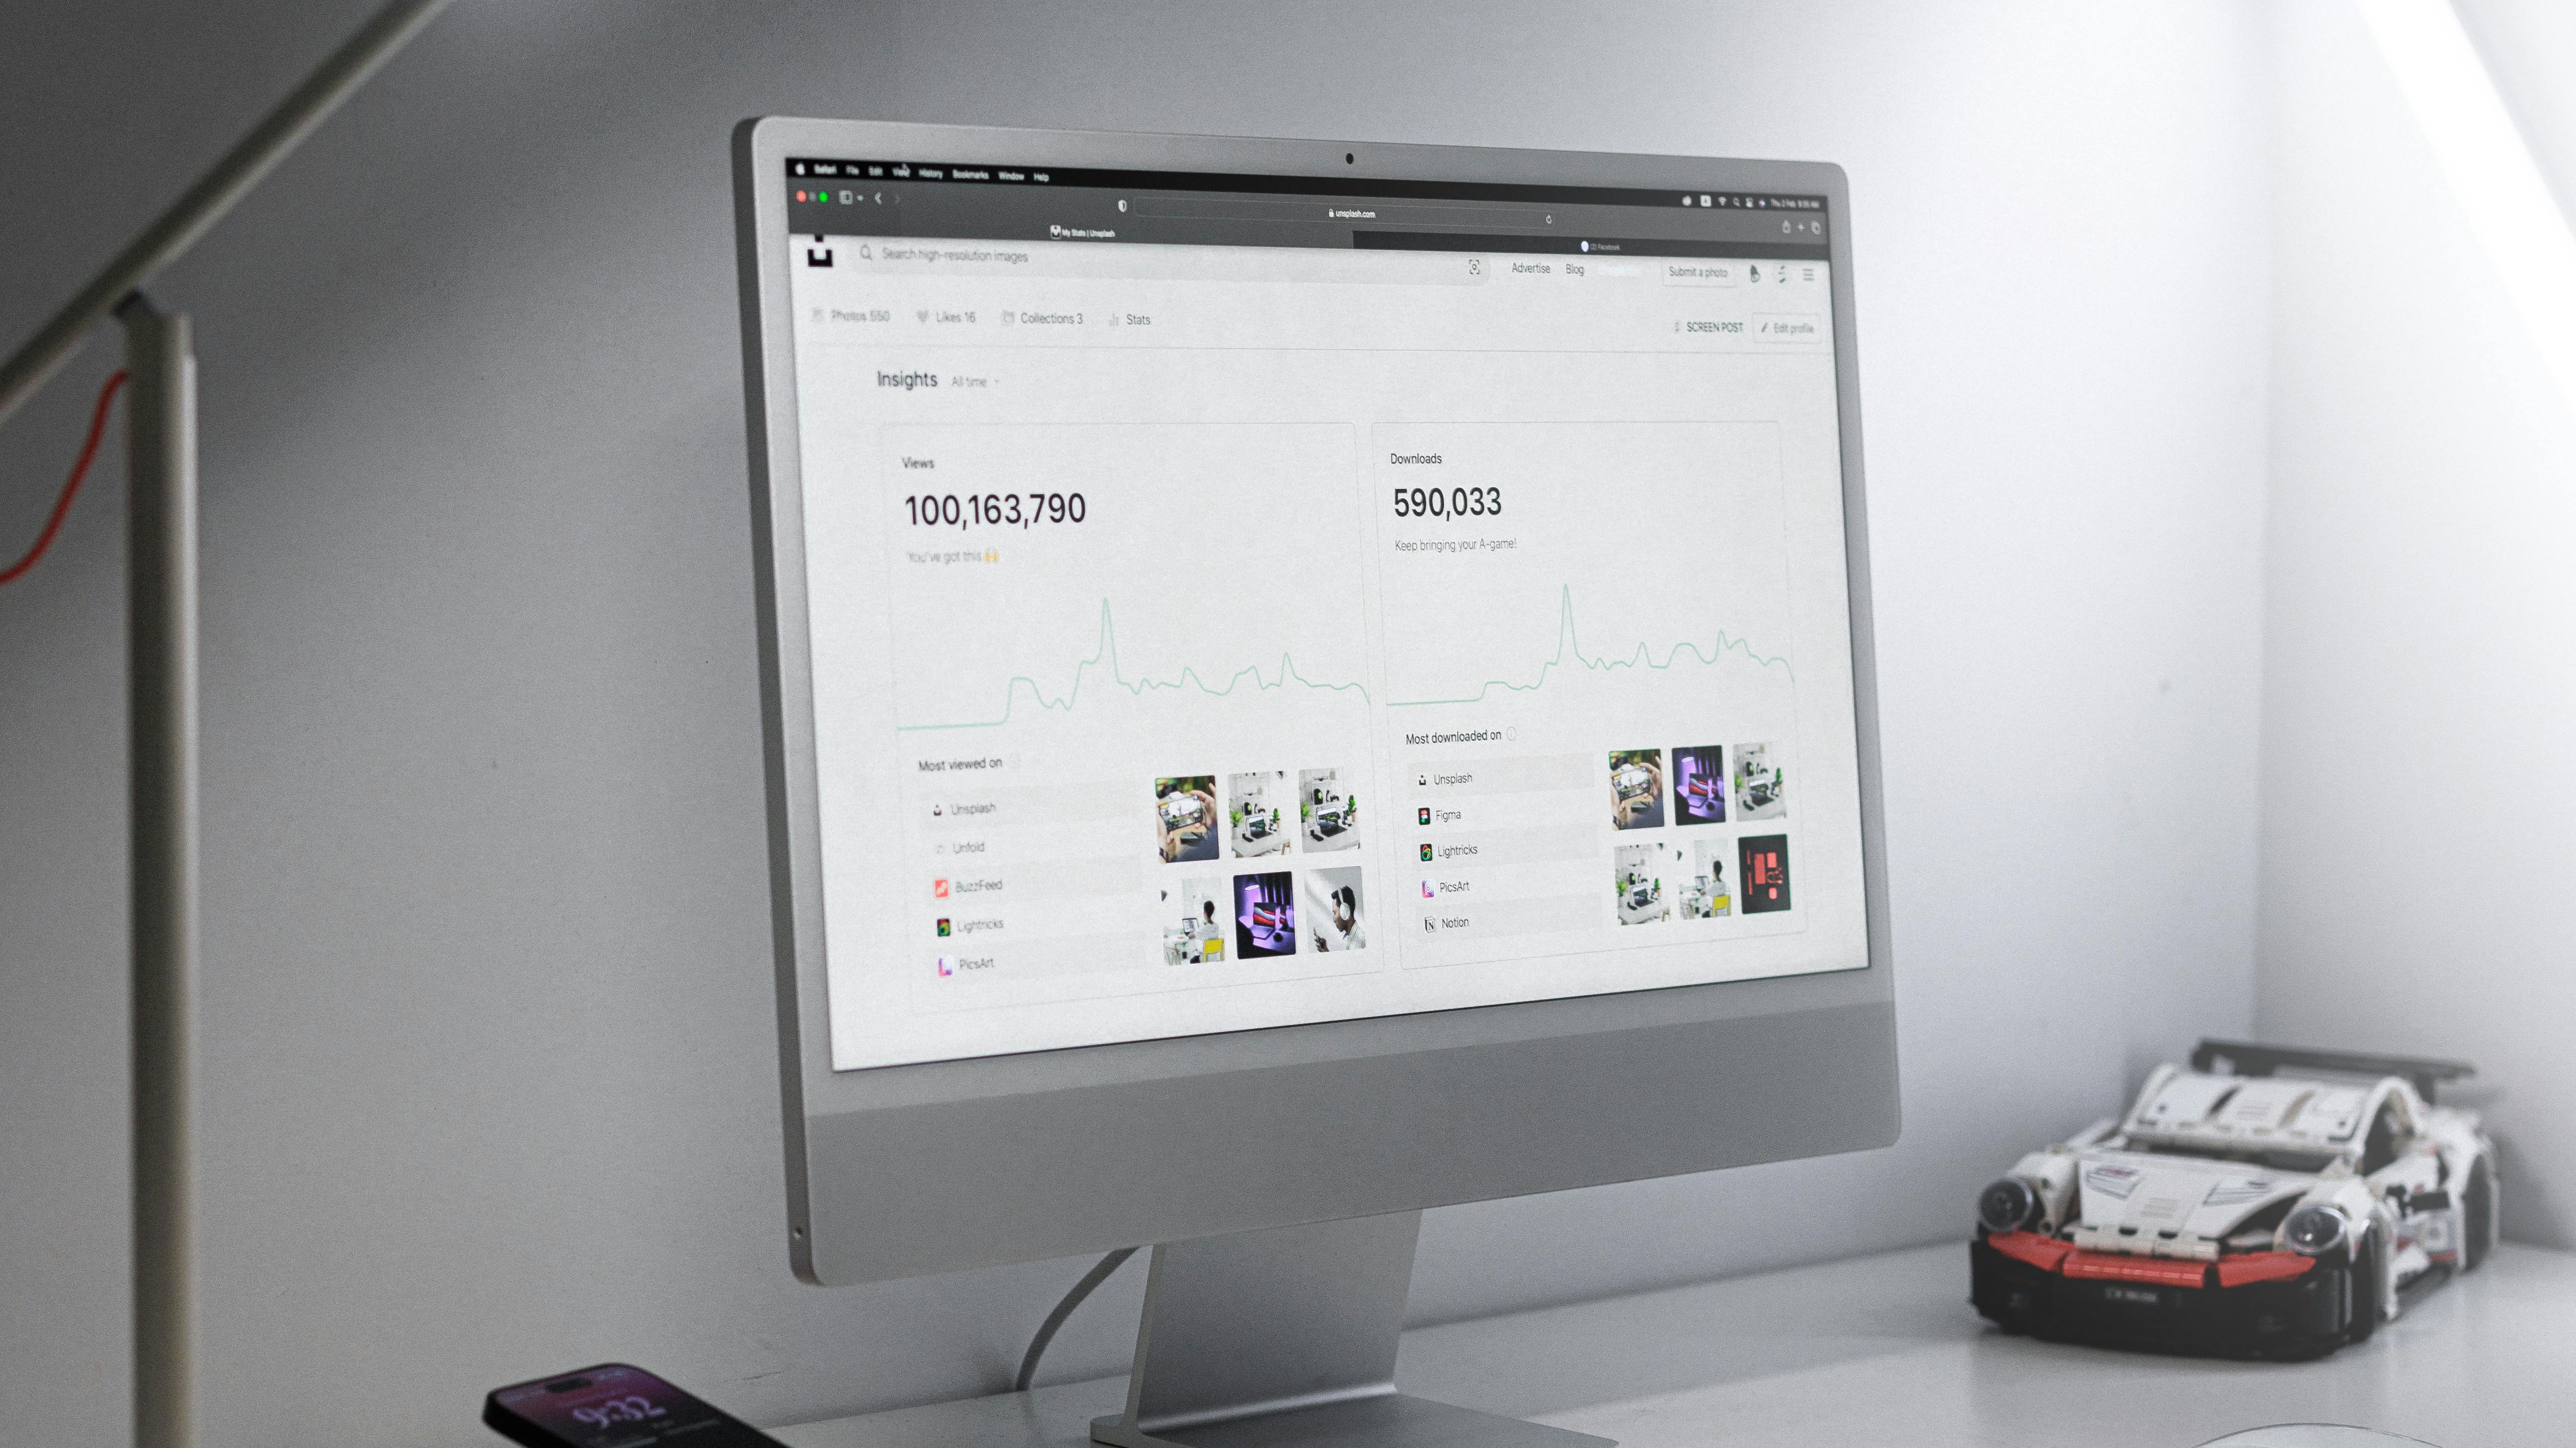 Safari File Edit View History Bookmarks Window Help
unsplash.com
My Stats | Unsplash
(2) Facebook
Search high-resolution images
Advertise Blog
Submit a photo
Photos 550 Likes 16 Collections 3 Stats
SCREEN POST
Edit profile
Insights All time
Views
100,163,790
You've got this 🙌
Most viewed on
Unsplash
Unfold
BuzzFeed
Lightricks
PicsArt
Downloads
590,033
Keep bringing your A-game!
Most downloaded on
Unsplash
Figma
Lightricks
PicsArt
Notion
9:32